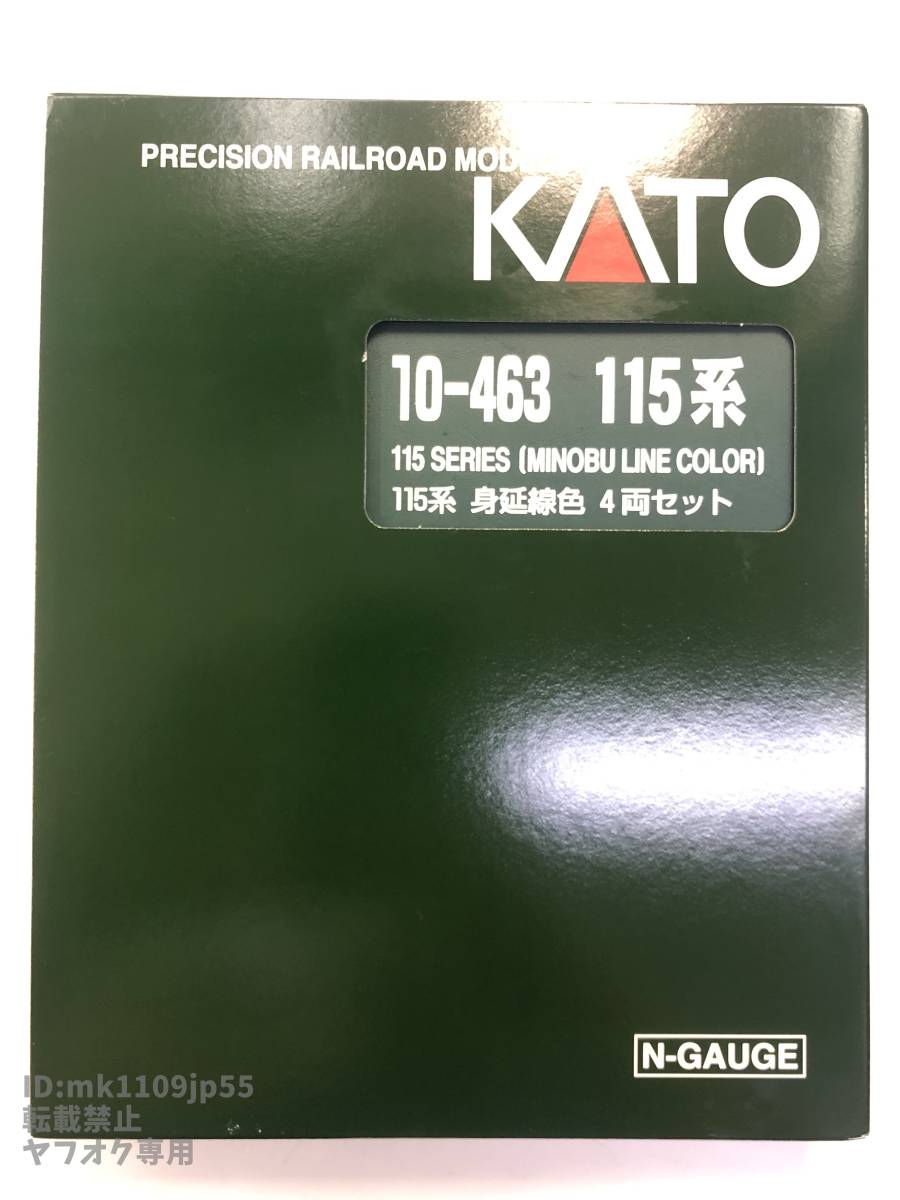 PRECISION RAILROAD MOD
KATO
10-463 115系
115 SERIES (MINOBU LINE COLOR)
115系 身延線色 4両セット
N-GAUGE
ID:mk1109jp55
転載禁止
ヤフオク専用